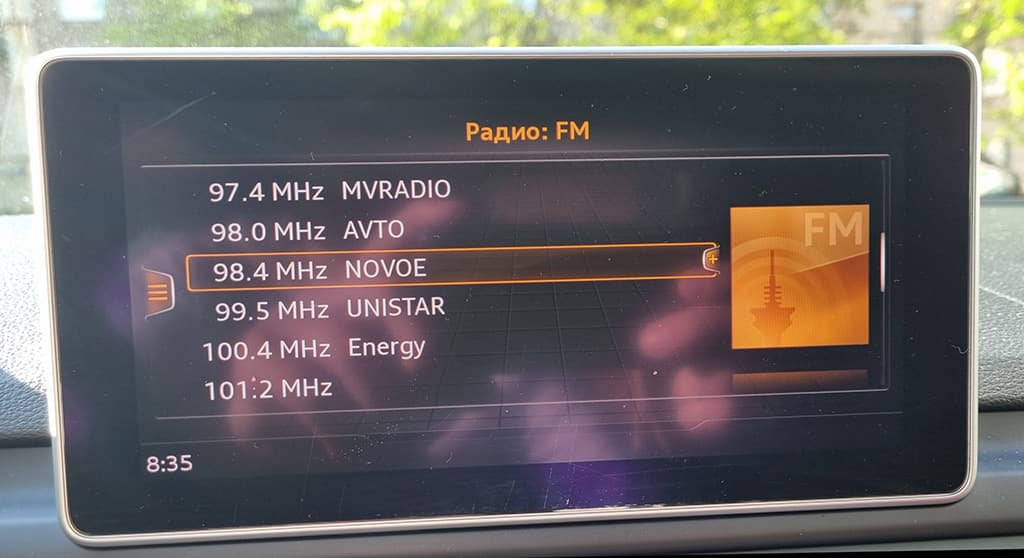 Радио: FM
97.4 MHz MVRADIO
98.0 MHz AVTO
98.4 MHz NOVOE
99.5 MHz UNISTAR
100.4 MHz Energy
101.2 MHz
FM
8:35